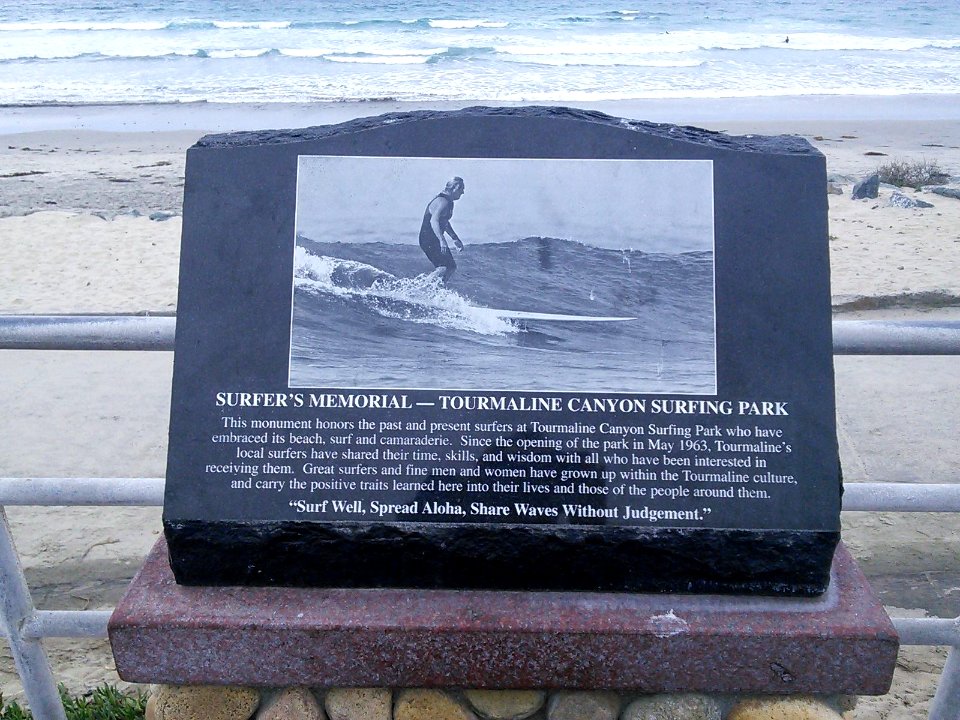 SURFER'S MEMORIAL — TOURMALINE CANYON SURFING PARK
This monument honors the past and present surfers at Tourmaline Canyon Surfing Park who have
embraced its beach, surf and camaraderie. Since the opening of the park in May 1963, Tourmaline's
local surfers have shared their time, skills, and wisdom with all who have been interested in
receiving them. Great surfers and fine men and women have grown up within the Tourmaline culture,
and carry the positive traits learned here into their lives and those of the people around them.
"Surf Well, Spread Aloha, Share Waves Without Judgement."